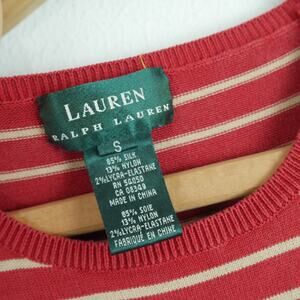 LAUREN
RALPH LAUREN
S
85% SILK
13% NYLON
2% LYCRA-ELASTANE
RN 56050
CA 08349
MADE IN CHINA
85% SOIE
13% NYLON
2% LYCRA-ELASTANE
FABRIQUÉ EN CHINE